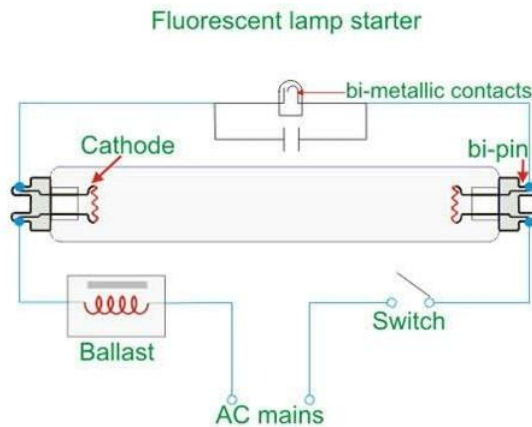 Fluorescent lamp starter
bi-metallic contacts
Cathode
bi-pin
Ballast
Switch
AC mains